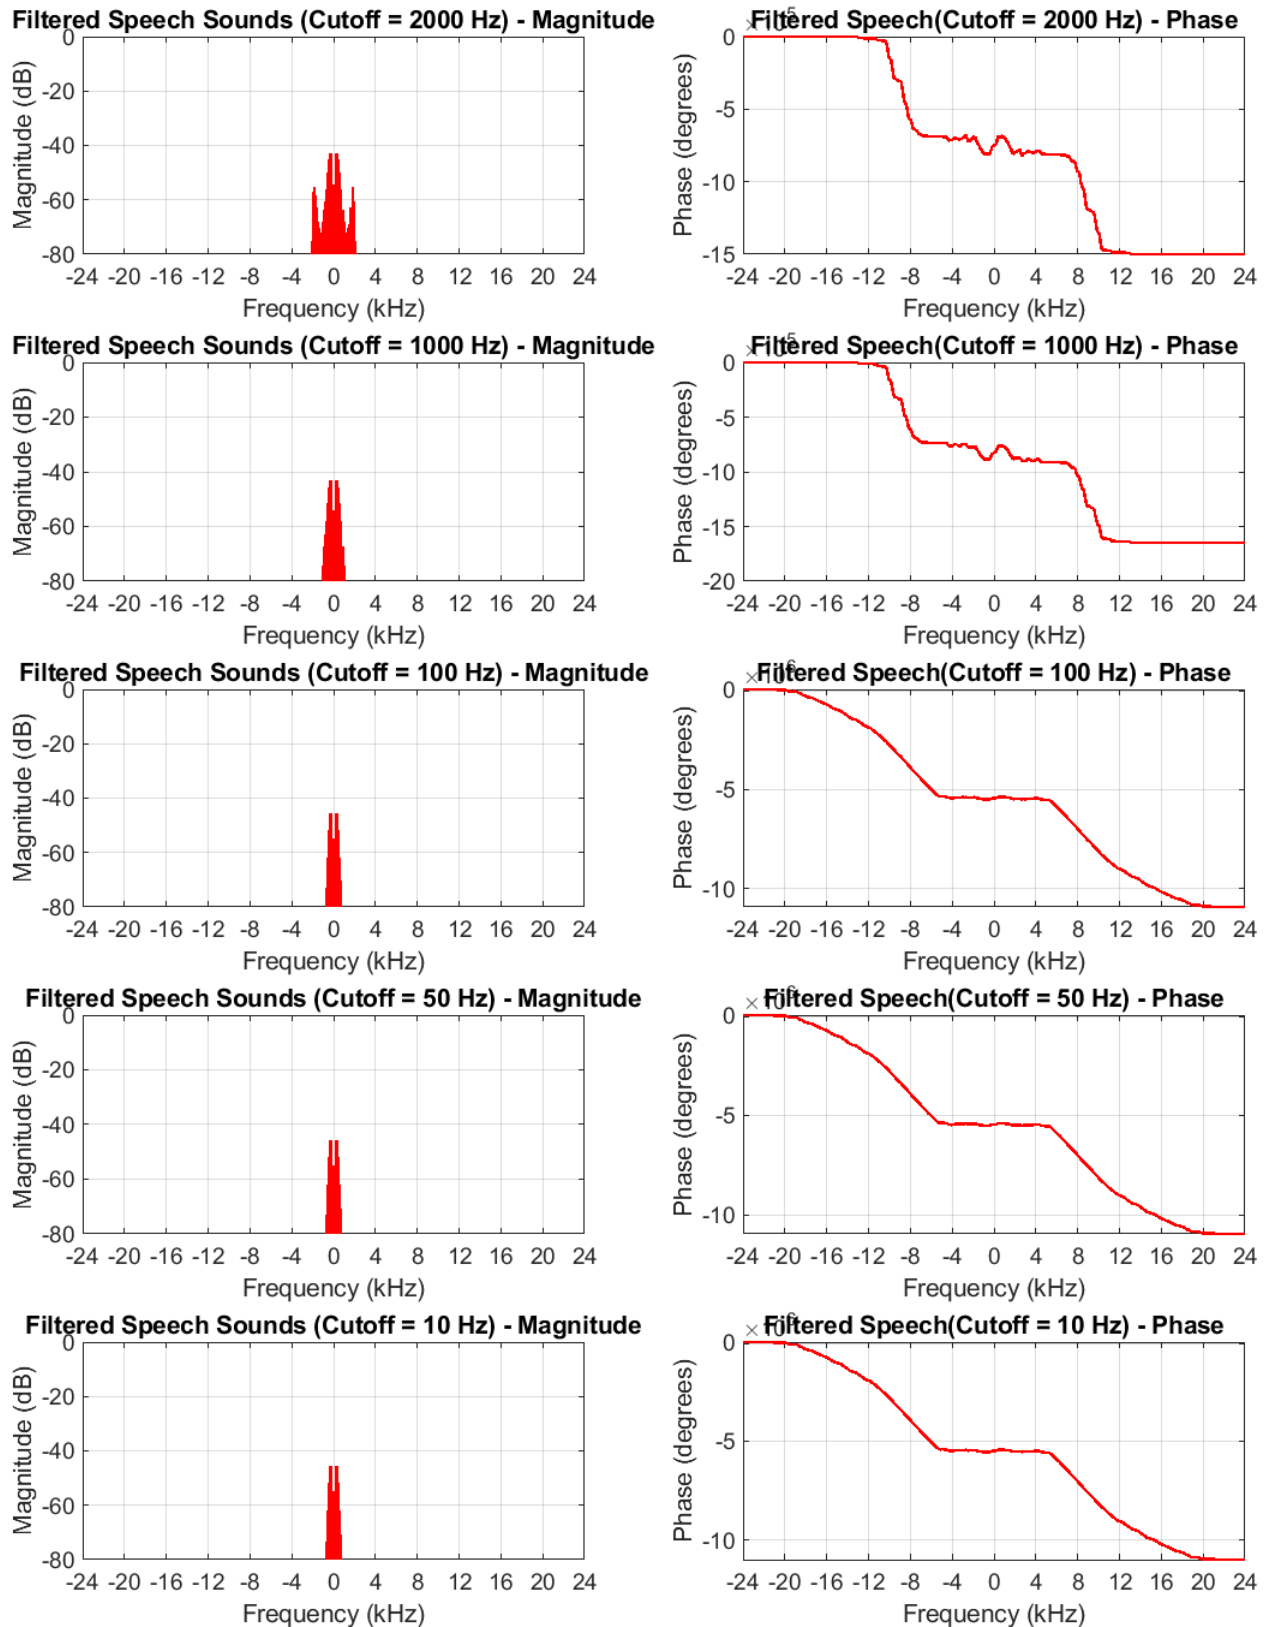 Filtered Speech Sounds (Cutoff = 2000 Hz) - Magnitude
0
-20
-40
-60
-80
Magnitude (dB)
-24 -20 -16 -12 -8 -4 0 4 8 12 16 20 24
Frequency (kHz)
Filtered Speech(Cutoff = 2000 Hz) - Phase
×10^5
0
-5
-10
-15
Phase (degrees)
-24 -20 -16 -12 -8 -4 0 4 8 12 16 20 24
Frequency (kHz)
Filtered Speech Sounds (Cutoff = 1000 Hz) - Magnitude
0
-20
-40
-60
-80
Magnitude (dB)
-24 -20 -16 -12 -8 -4 0 4 8 12 16 20 24
Frequency (kHz)
Filtered Speech(Cutoff = 1000 Hz) - Phase
×10^5
0
-5
-10
-15
-20
Phase (degrees)
-24 -20 -16 -12 -8 -4 0 4 8 12 16 20 24
Frequency (kHz)
Filtered Speech Sounds (Cutoff = 100 Hz) - Magnitude
0
-20
-40
-60
-80
Magnitude (dB)
-24 -20 -16 -12 -8 -4 0 4 8 12 16 20 24
Frequency (kHz)
Filtered Speech(Cutoff = 100 Hz) - Phase
×10^6
0
-5
-10
Phase (degrees)
-24 -20 -16 -12 -8 -4 0 4 8 12 16 20 24
Frequency (kHz)
Filtered Speech Sounds (Cutoff = 50 Hz) - Magnitude
0
-20
-40
-60
-80
Magnitude (dB)
-24 -20 -16 -12 -8 -4 0 4 8 12 16 20 24
Frequency (kHz)
Filtered Speech(Cutoff = 50 Hz) - Phase
×10^6
0
-5
-10
Phase (degrees)
-24 -20 -16 -12 -8 -4 0 4 8 12 16 20 24
Frequency (kHz)
Filtered Speech Sounds (Cutoff = 10 Hz) - Magnitude
0
-20
-40
-60
-80
Magnitude (dB)
-24 -20 -16 -12 -8 -4 0 4 8 12 16 20 24
Frequency (kHz)
Filtered Speech(Cutoff = 10 Hz) - Phase
×10^6
0
-5
-10
Phase (degrees)
-24 -20 -16 -12 -8 -4 0 4 8 12 16 20 24
Frequency (kHz)